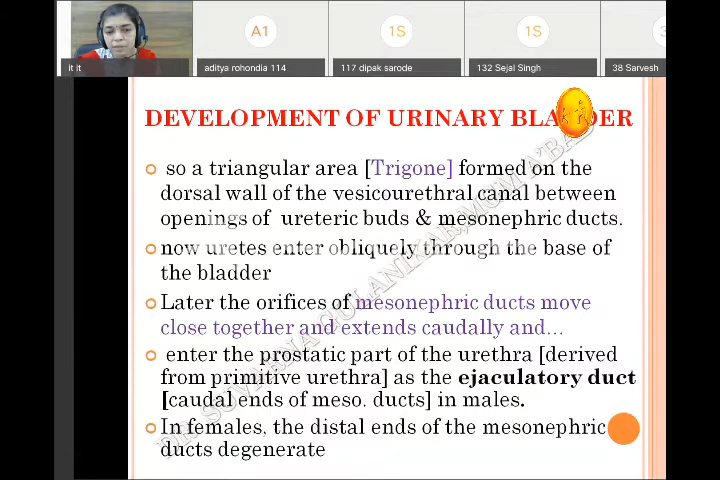 A1
1S
1S
3
it it
aditya rohondia 114
117 dipak sarode
132 Sejal Singh
38 Sarvesh
DEVELOPMENT OF URINARY BLADDER
so a triangular area [Trigone] formed on the
dorsal wall of the vesicourethral canal between
openings of ureteric buds & mesonephric ducts.
now uretes enter obliquely through the base of
the bladder
Later the orifices of mesonephric ducts move
close together and extends caudally and…
enter the prostatic part of the urethra [derived
from primitive urethra] as the ejaculatory duct
[caudal ends of meso. ducts] in males.
In females, the distal ends of the mesonephric
ducts degenerate